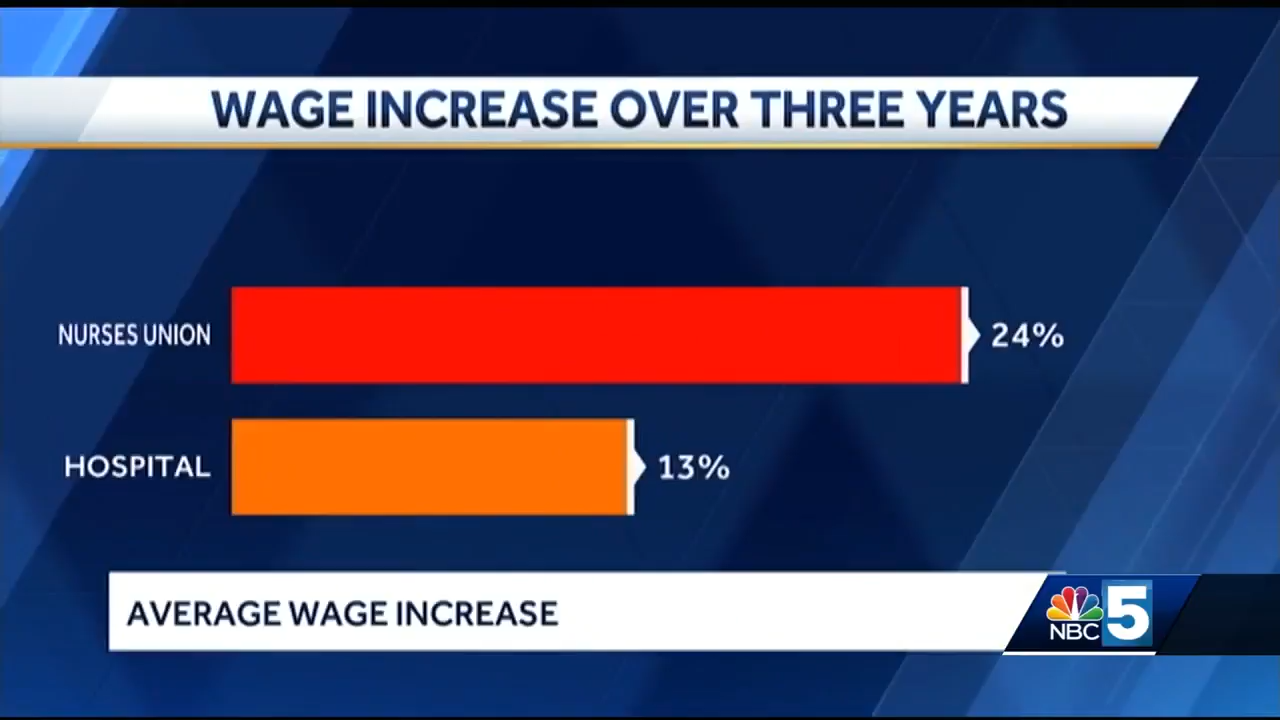 WAGE INCREASE OVER THREE YEARS
NURSES UNION
24%
HOSPITAL
13%
AVERAGE WAGE INCREASE
NBC 5